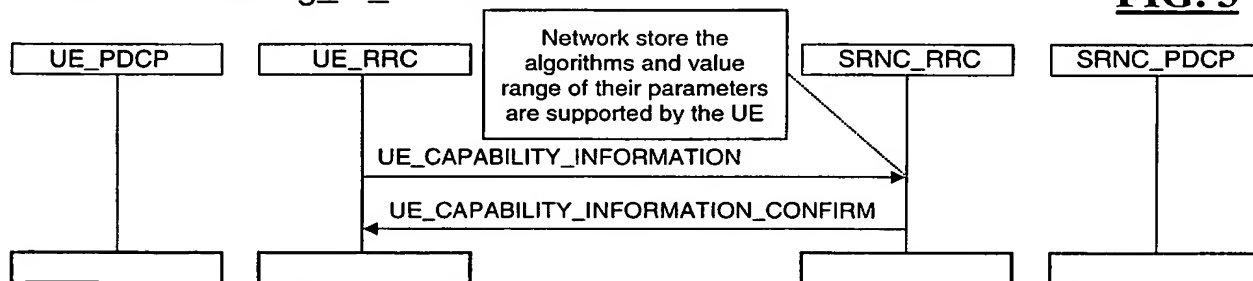 UE_PDCP
UE_RRC
Network store the
algorithms and value
range of their parameters
are supported by the UE
SRNC_RRC
SRNC_PDCP
UE_CAPABILITY_INFORMATION
UE_CAPABILITY_INFORMATION_CONFIRM